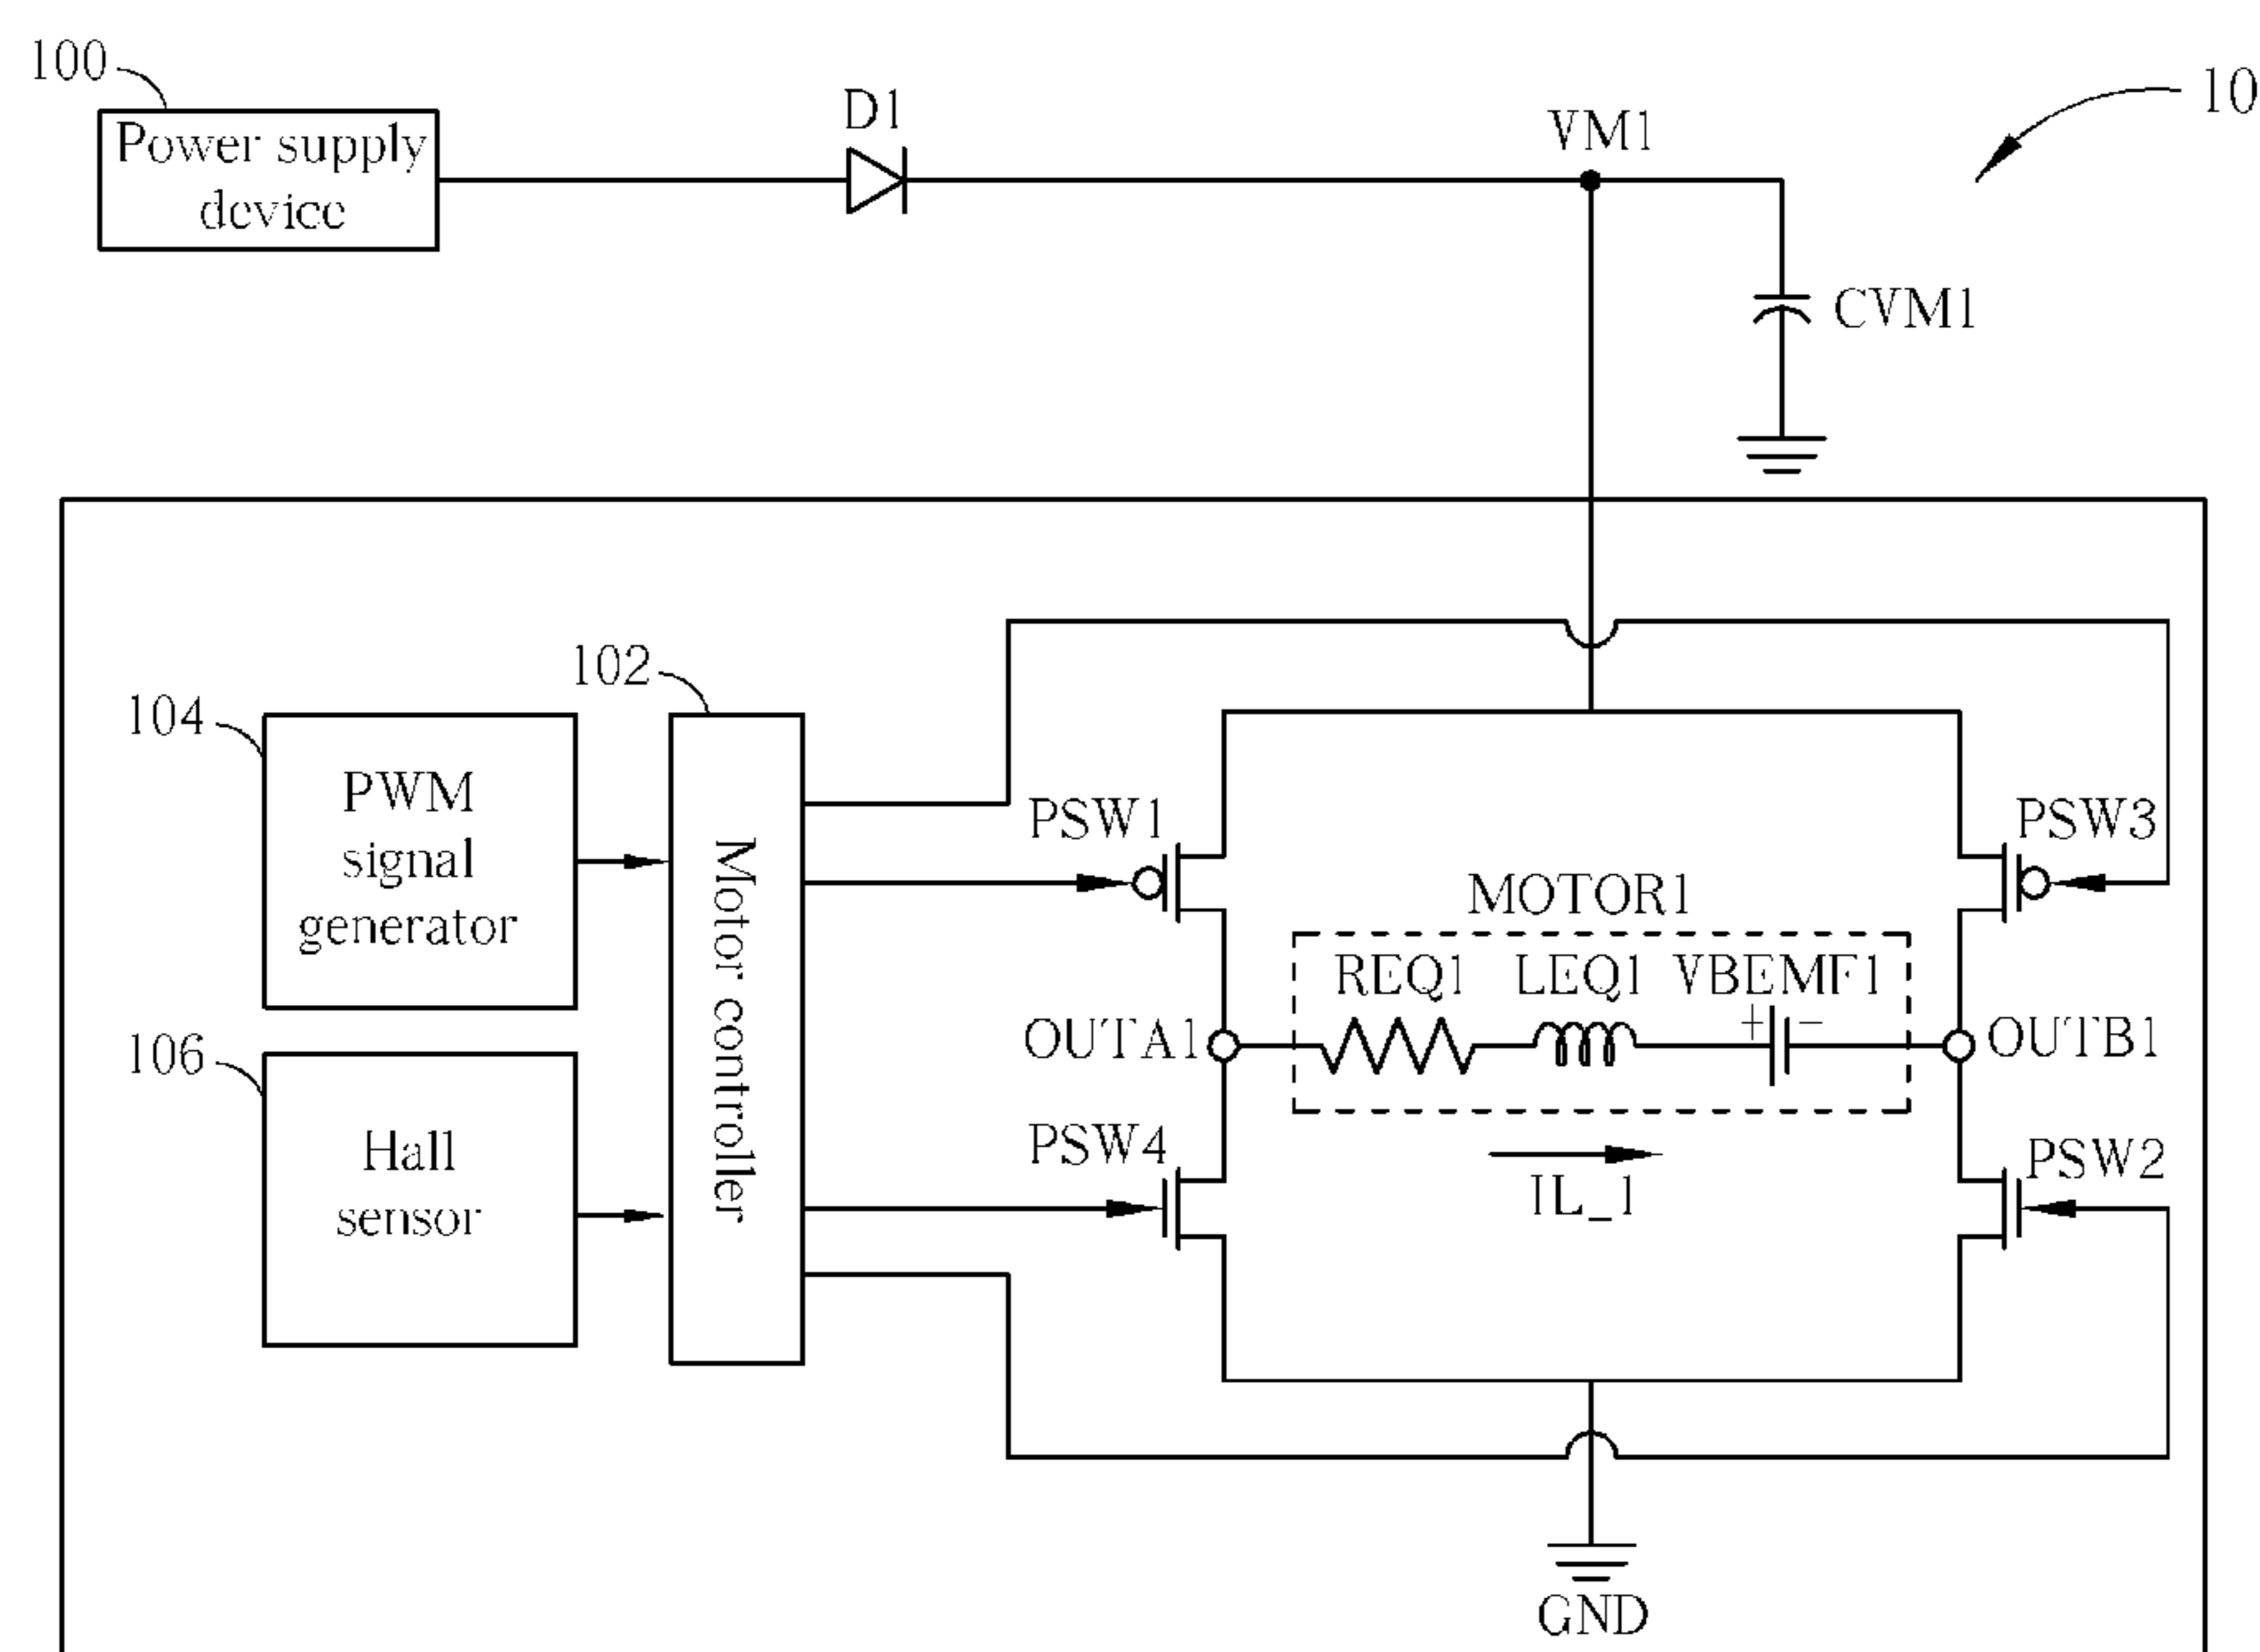 100
Power supply
device
D1
VM1
10
CVM1
102
104
PWM
signal
generator
Motor controller
106
Hall
sensor
PSW1
PSW3
MOTOR1
REQ1 LEQ1 VBEMF1
+ −
OUTA1
OUTB1
PSW4
PSW2
IL_1
GND